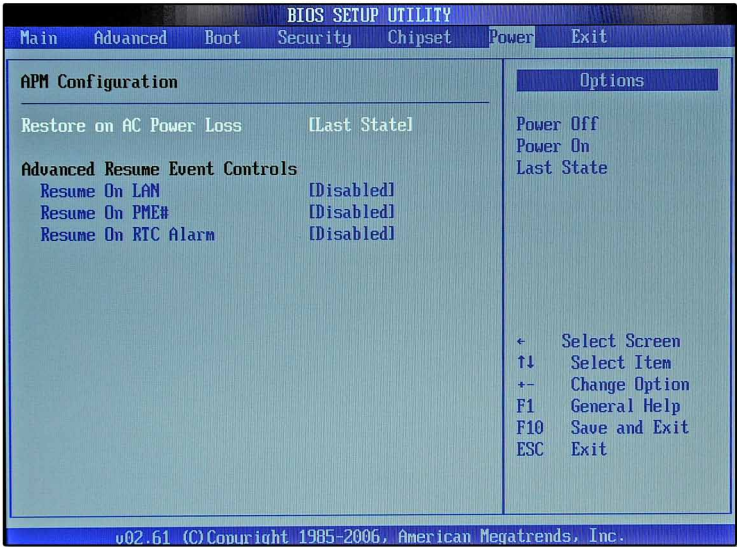 BIOS SETUP UTILITY
Main Advanced Boot Security Chipset Power Exit
APM Configuration
Restore on AC Power Loss [Last State]
Advanced Resume Event Controls
Resume On LAN [Disabled]
Resume On PME# [Disabled]
Resume On RTC Alarm [Disabled]
Options
Power Off
Power On
Last State
← Select Screen
↑↓ Select Item
+- Change Option
F1 General Help
F10 Save and Exit
ESC Exit
v02.61 (C)Copyright 1985-2006, American Megatrends, Inc.